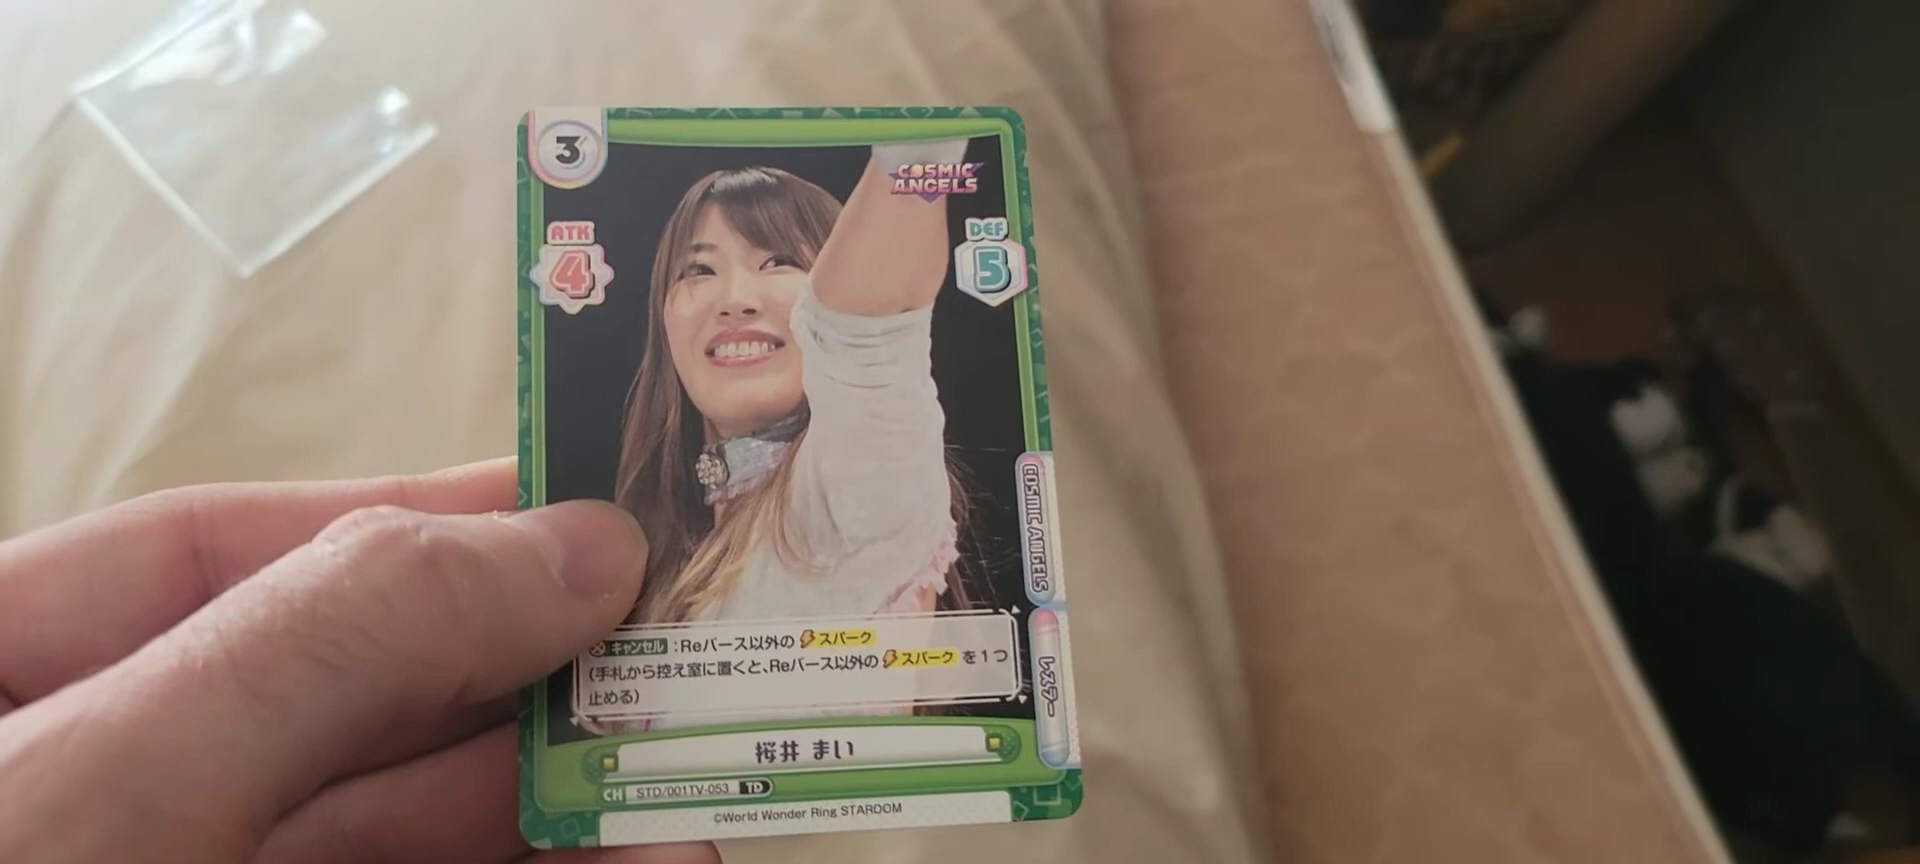 3
COSMIC
ANGELS
ATK
4
DEF
5
COSMIC ANGELS
レスラー
キャンセル:Reバース以外の スパーク
(手札から控え室に置くと、Reバース以外の スパーク を1つ
止める)
桜井 まい
CH STD/001TV-053 TD
©World Wonder Ring STARDOM